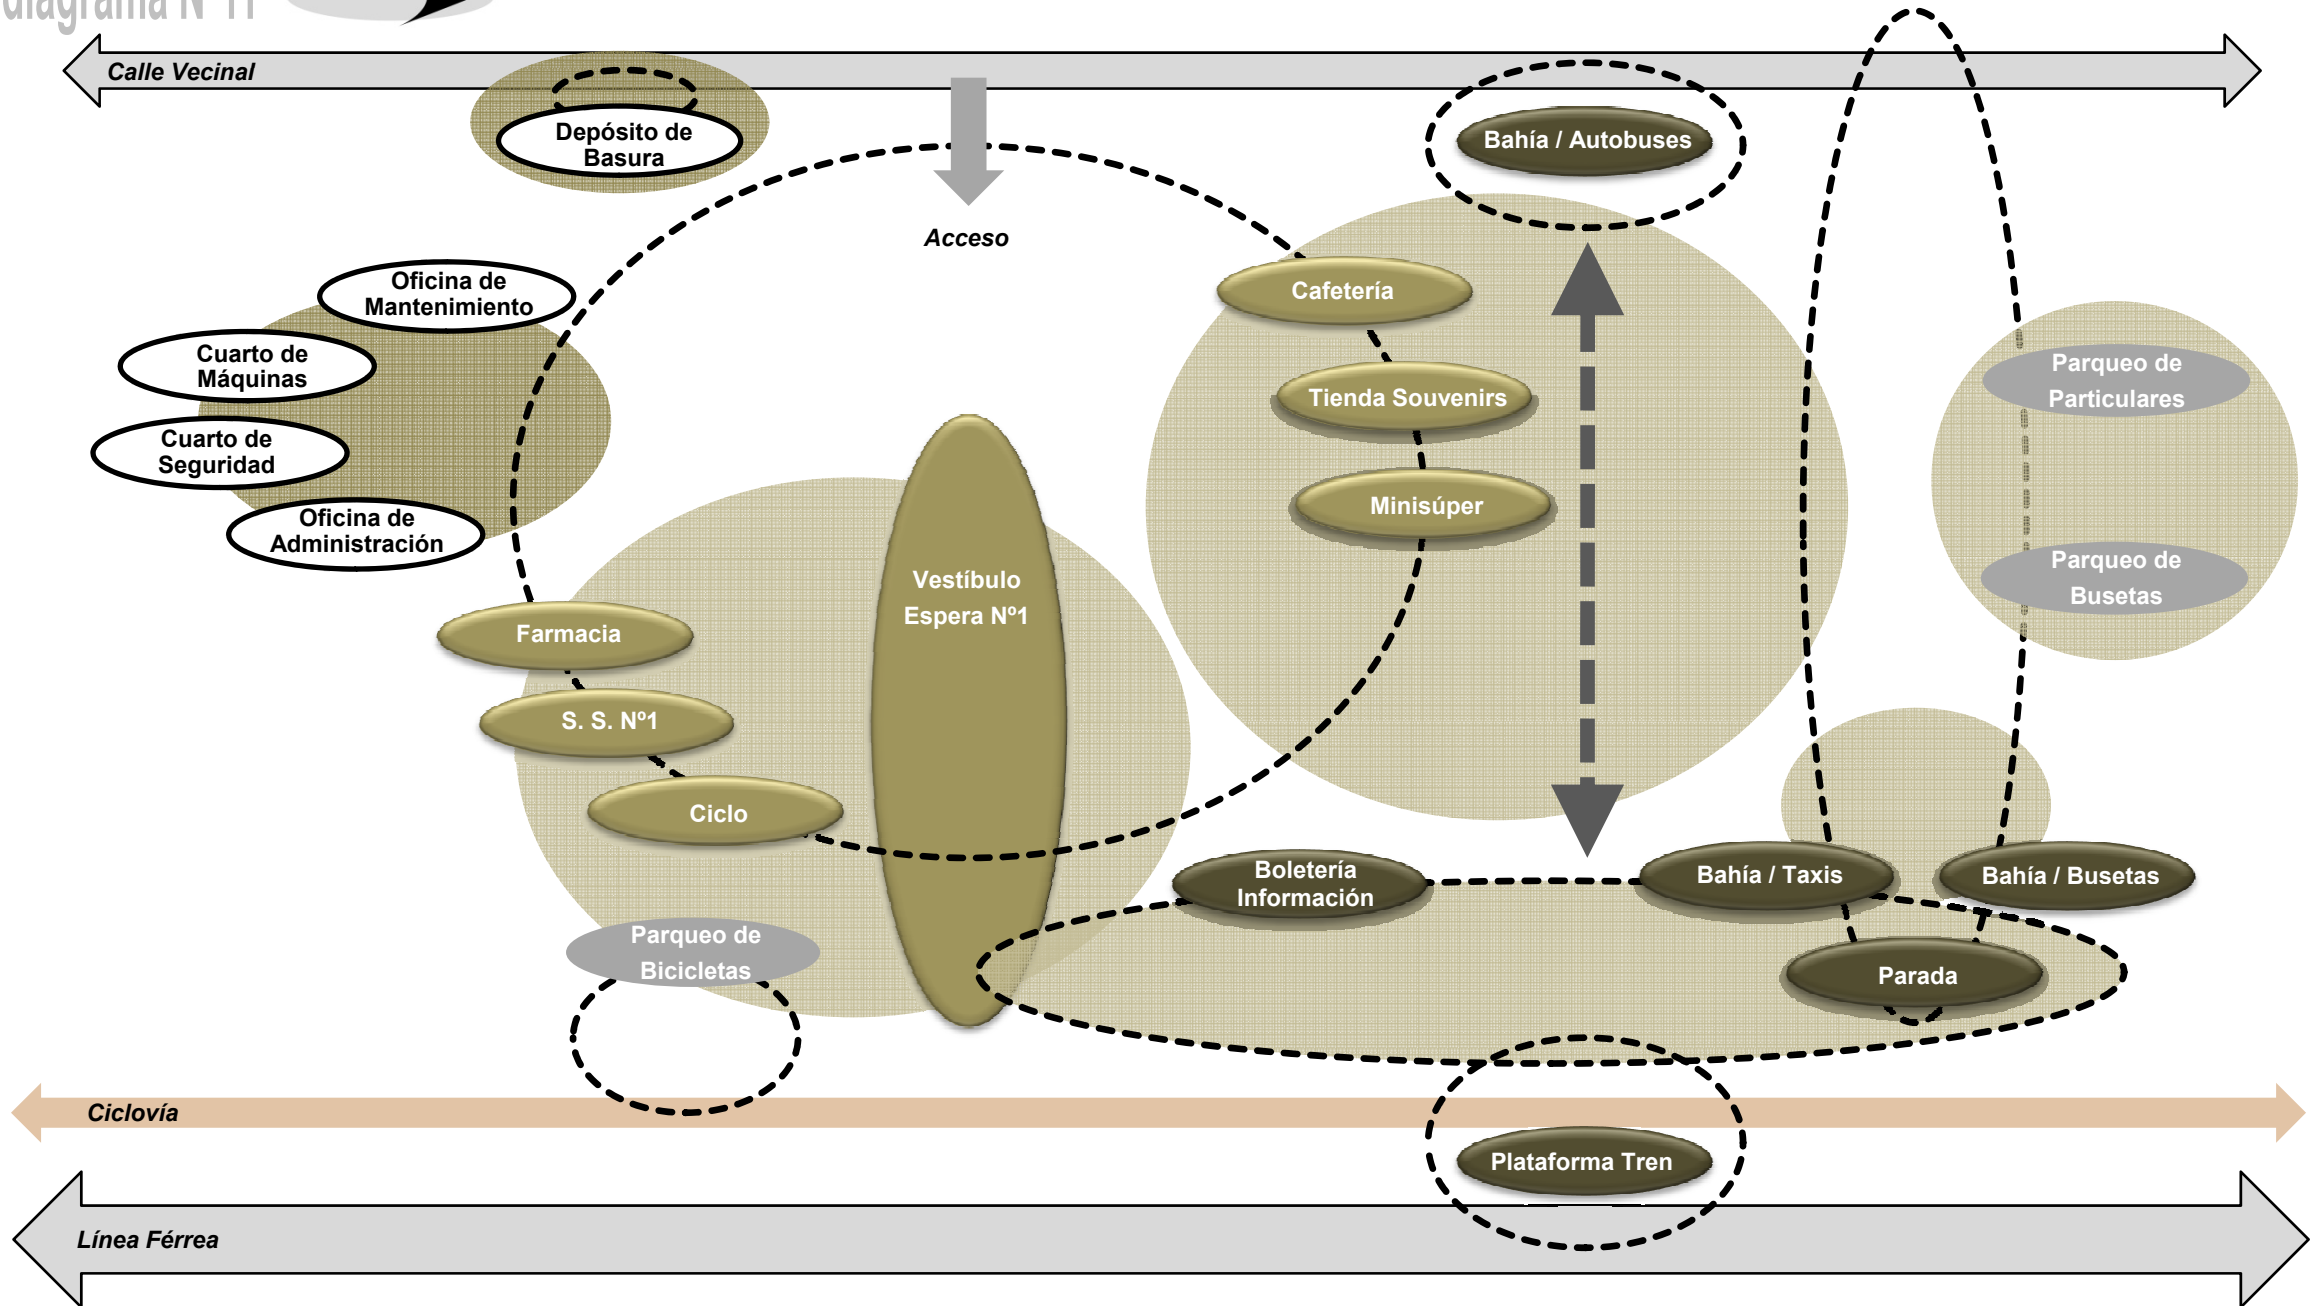 diagrama Nº11
Calle Vecinal
Depósito de
Basura
Bahía / Autobuses
Acceso
Oficina de
Mantenimiento
Cafetería
Cuarto de
Máquinas
Parqueo de
Particulares
Tienda Souvenirs
Cuarto de
Seguridad
Minisúper
Oficina de
Administración
Vestíbulo
Espera Nº1
Parqueo de
Busetas
Farmacia
S. S. Nº1
Ciclo
Boletería
Información
Bahía / Taxis
Bahía / Busetas
Parqueo de
Bicicletas
Parada
Ciclovía
Plataforma Tren
Línea Férrea